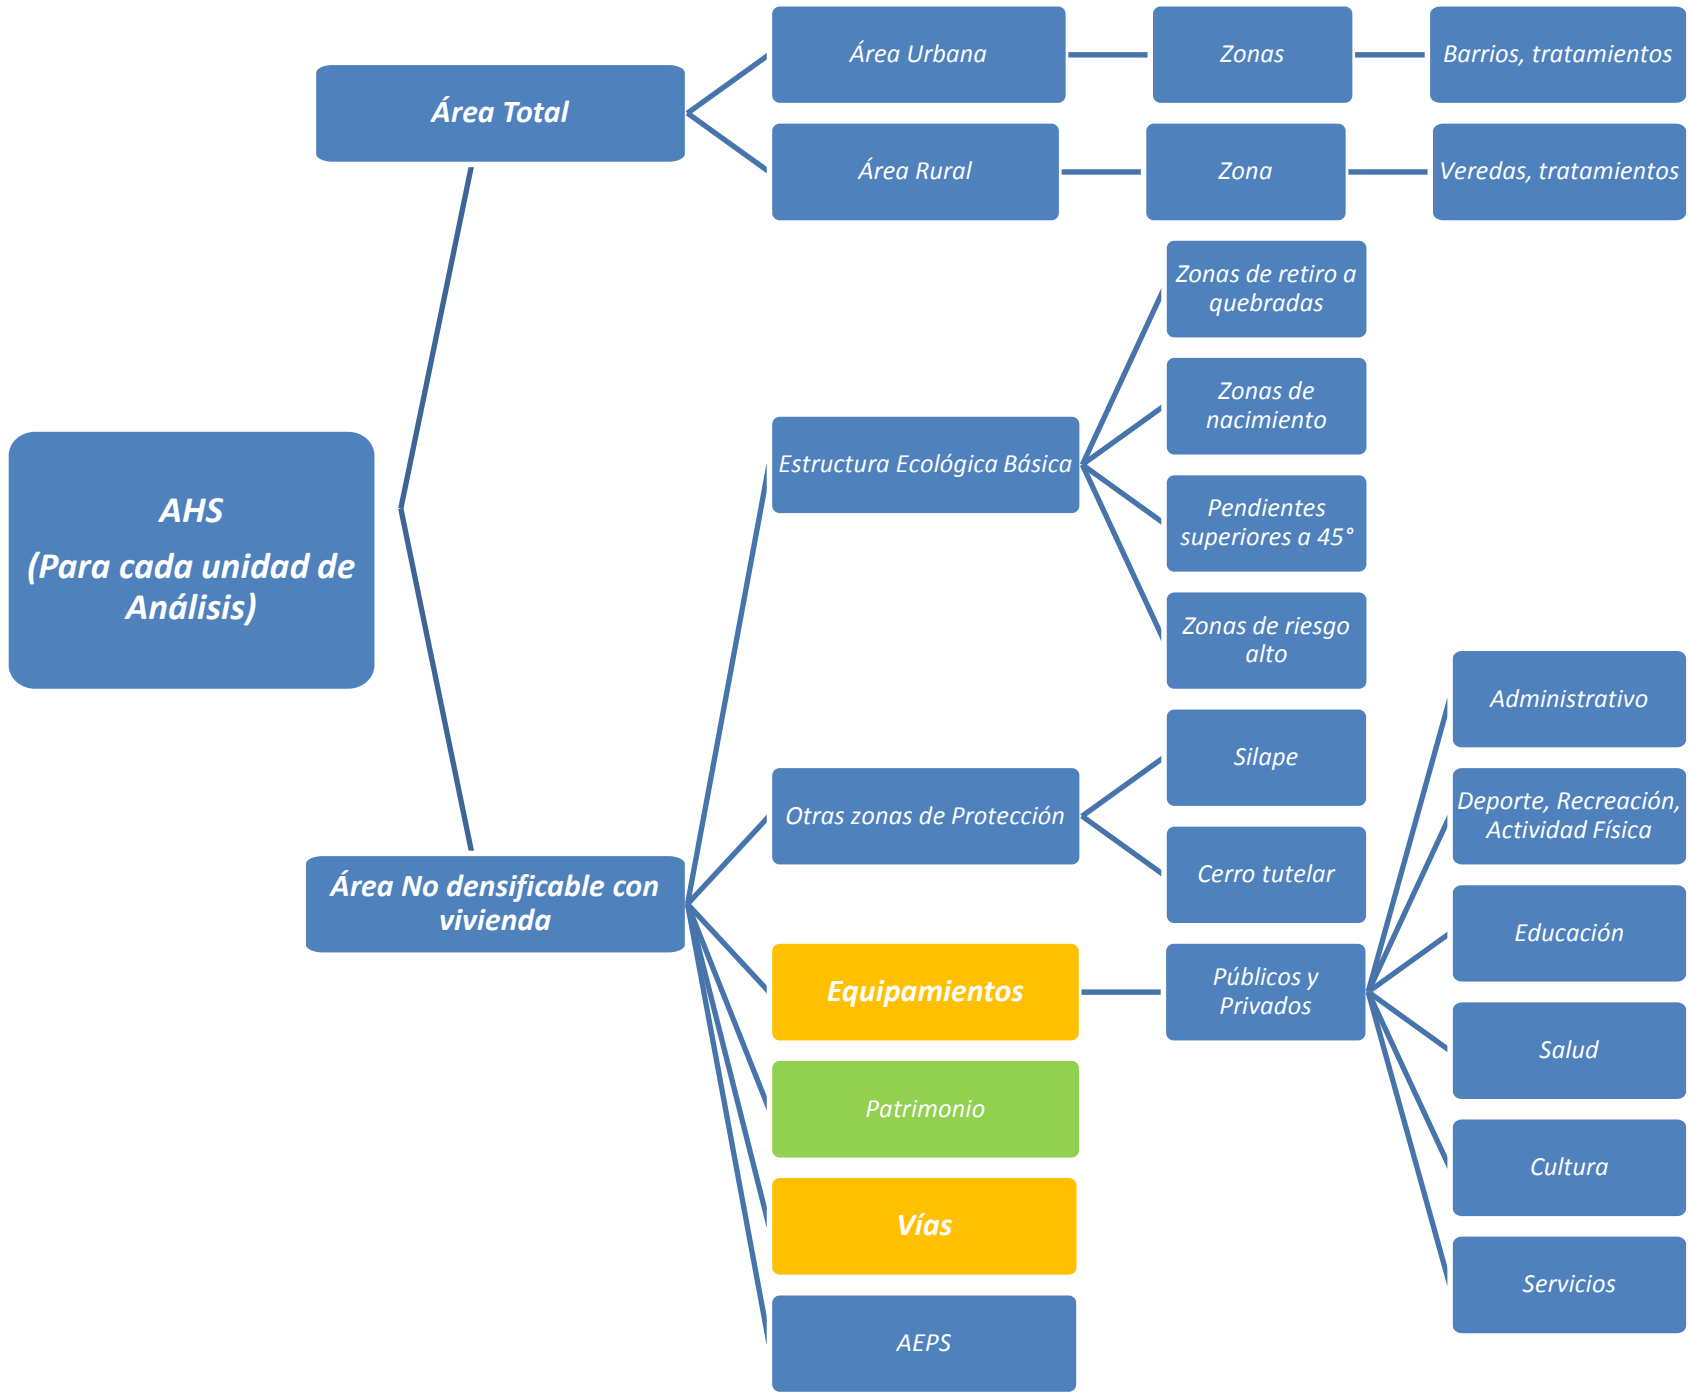 AHS
(Para cada unidad de
Análisis)
Área Total
Área Urbana
Zonas
Barrios, tratamientos
Área Rural
Zona
Veredas, tratamientos
Área No densificable con
vivienda
Estructura Ecológica Básica
Zonas de retiro a
quebradas
Zonas de
nacimiento
Pendientes
superiores a 45°
Zonas de riesgo
alto
Otras zonas de Protección
Silape
Cerro tutelar
Equipamientos
Públicos y
Privados
Administrativo
Deporte, Recreación,
Actividad Física
Educación
Salud
Cultura
Servicios
Patrimonio
Vías
AEPS